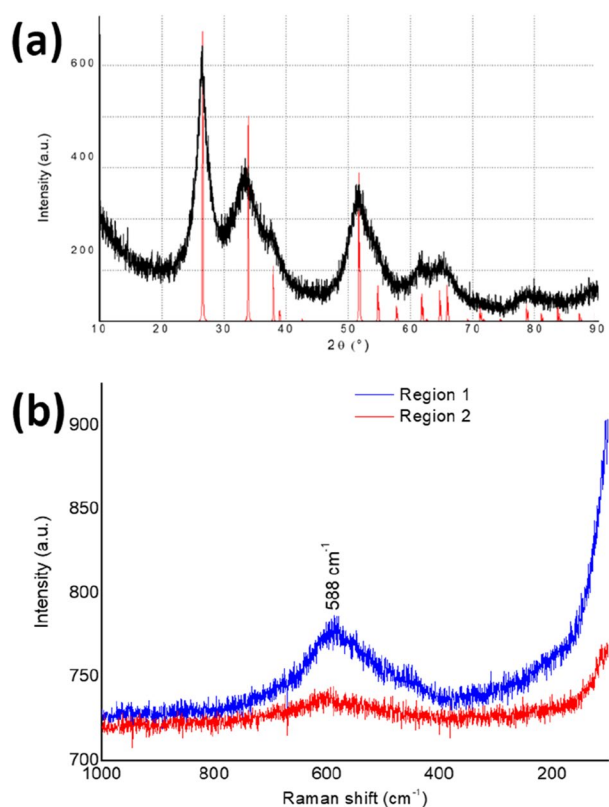 (a)
Intensity (a.u.)
600
400
200
10 20 30 40 50 60 70 80 90
2θ (°)
(b)
Intensity (a.u.)
900
850
800
750
700
Region 1
Region 2
588 cm⁻¹
1000 800 600 400 200
Raman shift (cm⁻¹)